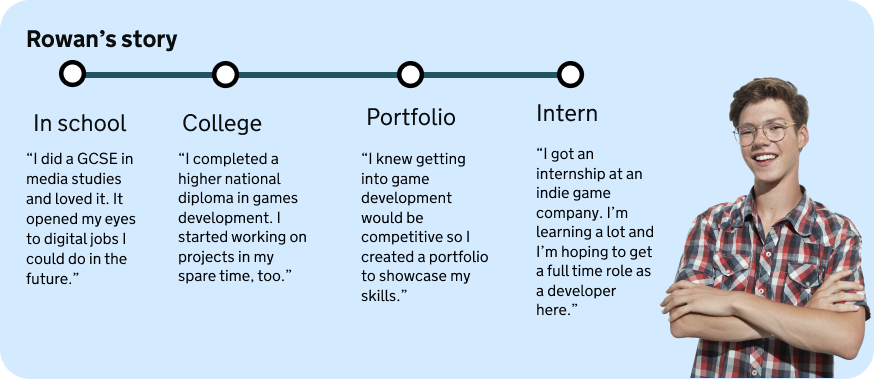 Rowan’s story
In school
“I did a GCSE in
media studies
and loved it. It
opened my eyes
to digital jobs I
could do in the
future.”
College
“I completed a
higher national
diploma in games
development. I
started working on
projects in my
spare time, too.”
Portfolio
“I knew getting
into game
development
would be
competitive so I
created a portfolio
to showcase my
skills.”
Intern
“I got an
internship at an
indie game
company. I’m
learning a lot and
I’m hoping to get
a full time role as
a developer
here.”